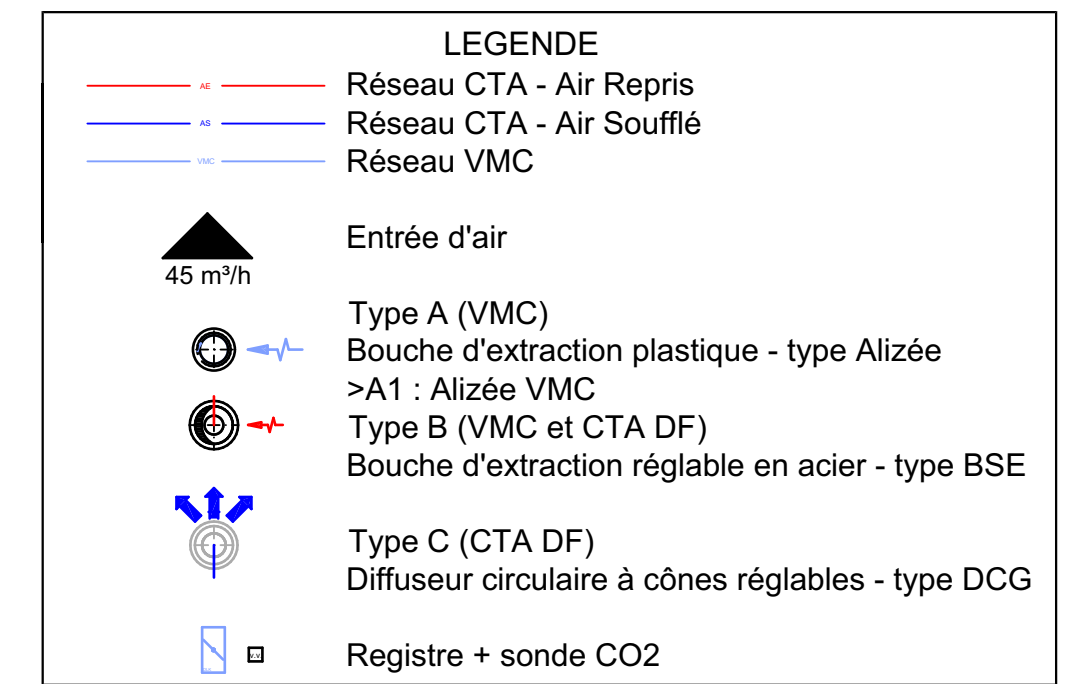 LEGENDE
AE Réseau CTA - Air Repris
AS Réseau CTA - Air Soufflé
VMC Réseau VMC
Entrée d'air
45 m³/h
Type A (VMC)
Bouche d'extraction plastique - type Alizée
>A1 : Alizée VMC
Type B (VMC et CTA DF)
Bouche d'extraction réglable en acier - type BSE
Type C (CTA DF)
Diffuseur circulaire à cônes réglables - type DCG
Registre + sonde CO2